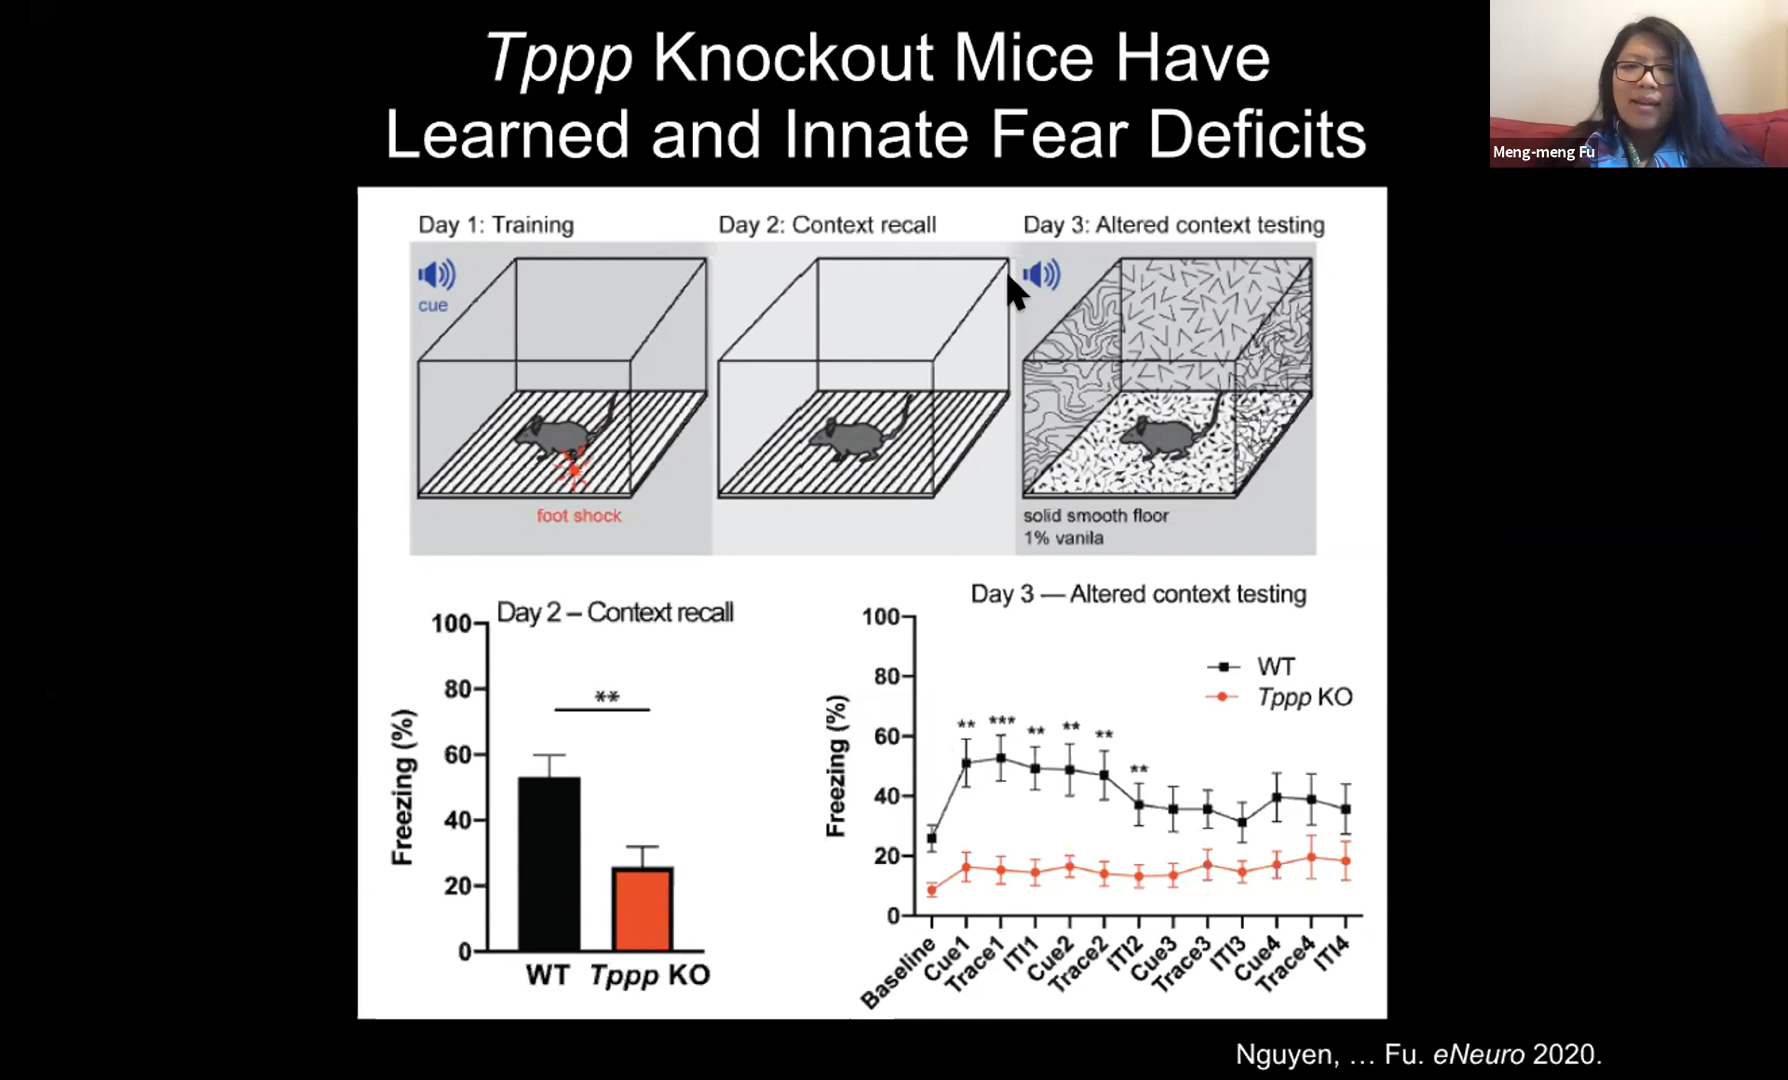 Tppp Knockout Mice Have
Learned and Innate Fear Deficits
Meng-meng Fu
Day 1: Training
Day 2: Context recall
Day 3: Altered context testing
cue
foot shock
solid smooth floor
1% vanila
Day 2 – Context recall
Freezing (%)
100
80
60
40
20
0
**
WT
Tppp KO
Day 3 — Altered context testing
Freezing (%)
100
80
60
40
20
0
WT
Tppp KO
**
***
**
**
**
**
Baseline
Cue1
Trace1
ITI1
Cue2
Trace2
ITI2
Cue3
Trace3
ITI3
Cue4
Trace4
ITI4
Nguyen, … Fu. eNeuro 2020.